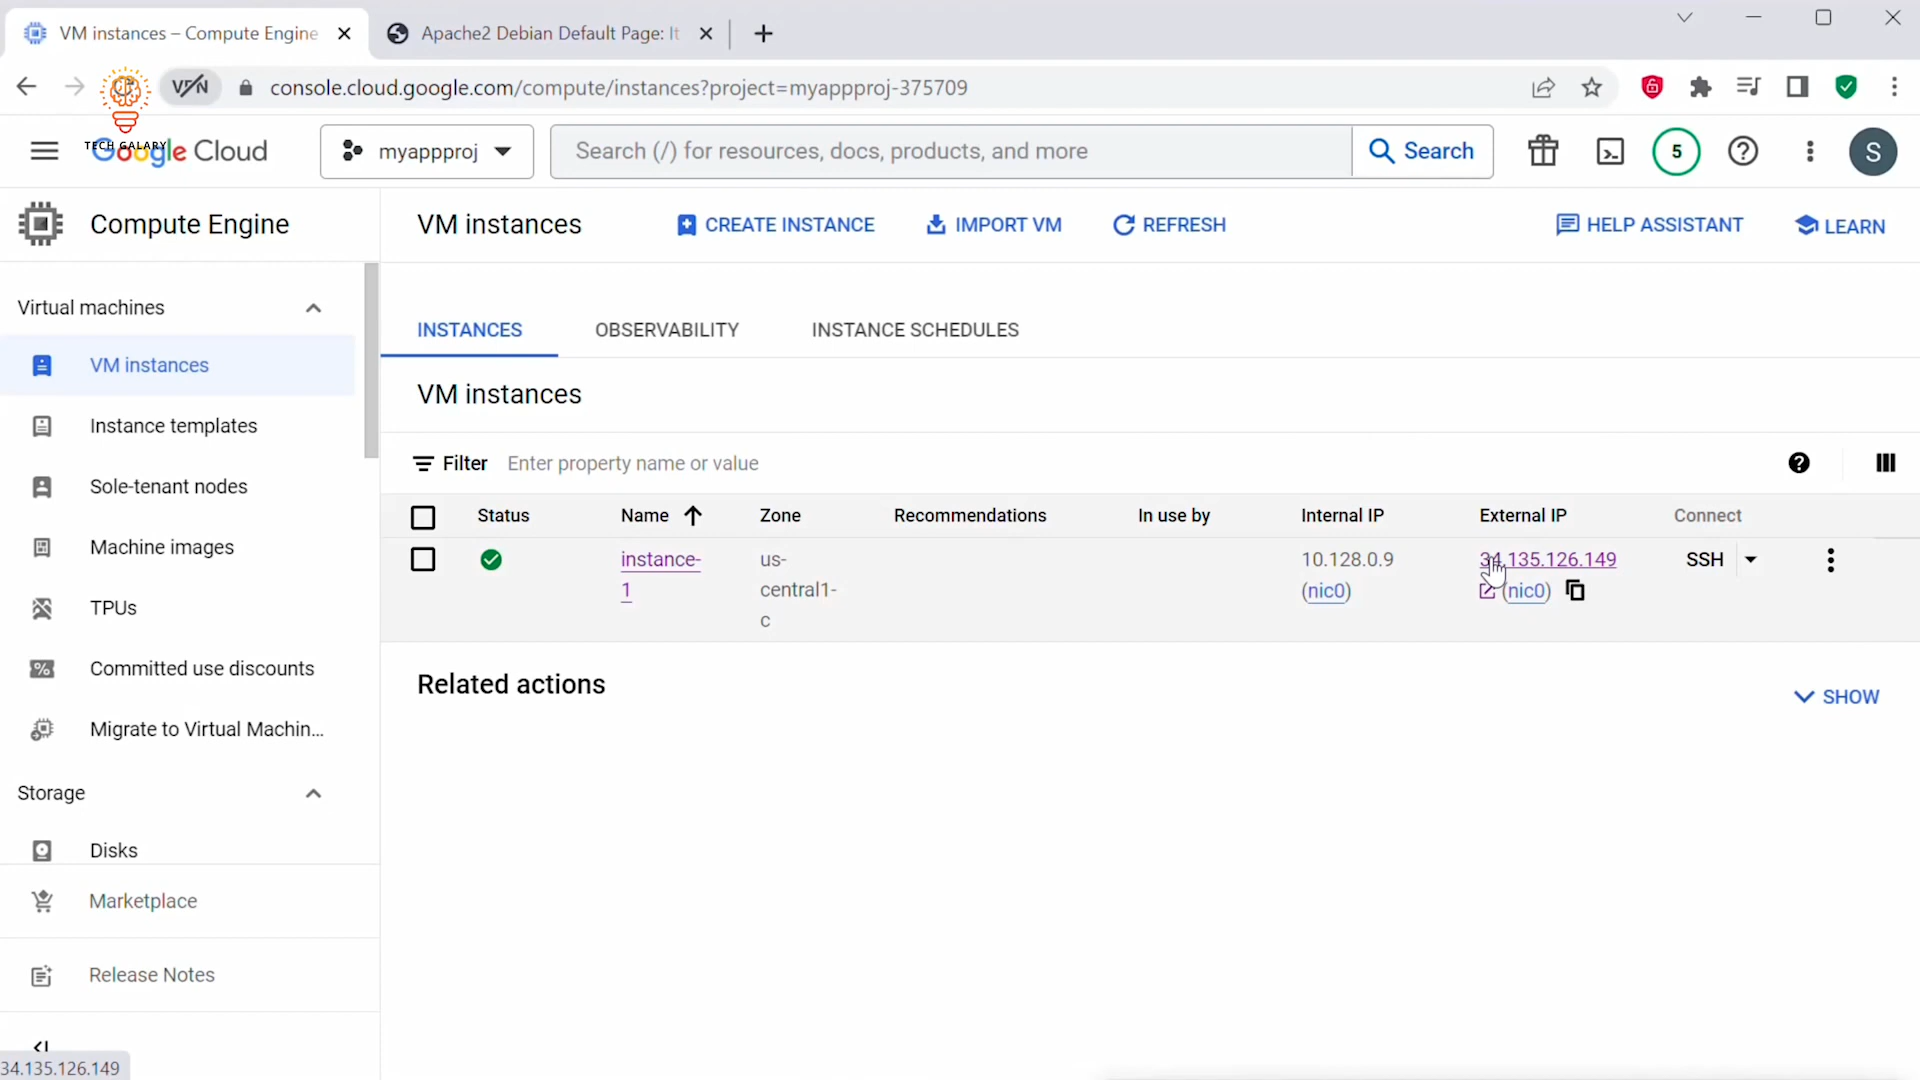 VM instances – Compute Engine
Apache2 Debian Default Page: It
VPN
console.cloud.google.com/compute/instances?project=myappproj-375709
TECH GALARY
Google Cloud
myappproj
Search (/) for resources, docs, products, and more
Search
5
S
Compute Engine
VM instances
CREATE INSTANCE
IMPORT VM
REFRESH
HELP ASSISTANT
LEARN
Virtual machines
VM instances
Instance templates
Sole-tenant nodes
Machine images
TPUs
Committed use discounts
Migrate to Virtual Machin...
Storage
Disks
Marketplace
Release Notes
34.135.126.149
INSTANCES
OBSERVABILITY
INSTANCE SCHEDULES
VM instances
Filter
Enter property name or value
Status
Name
Zone
Recommendations
In use by
Internal IP
External IP
Connect
instance-
1
us-
central1-
c
10.128.0.9
(nic0)
34.135.126.149
(nic0)
SSH
Related actions
SHOW